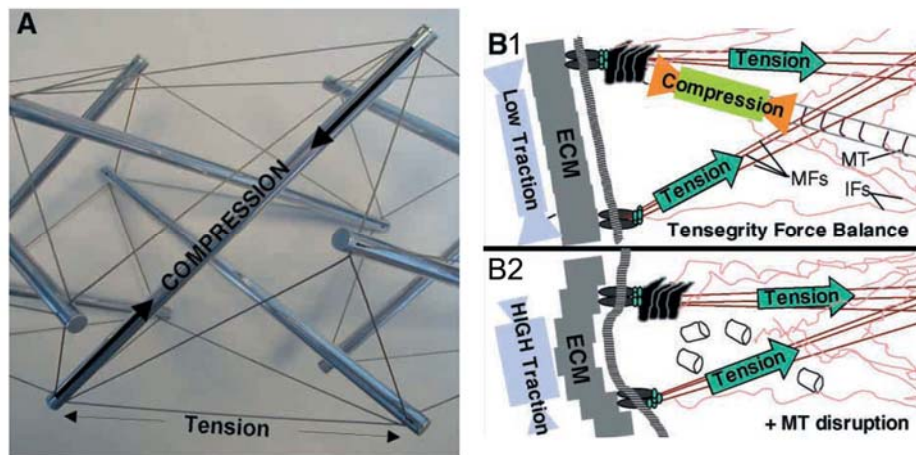 A
COMPRESSION
Tension
B1
Tension
Compression
Low Traction
ECM
Tension
MT
MFs
IFs
Tensegrity Force Balance
B2
Tension
HIGH Traction
ECM
Tension
+ MT disruption